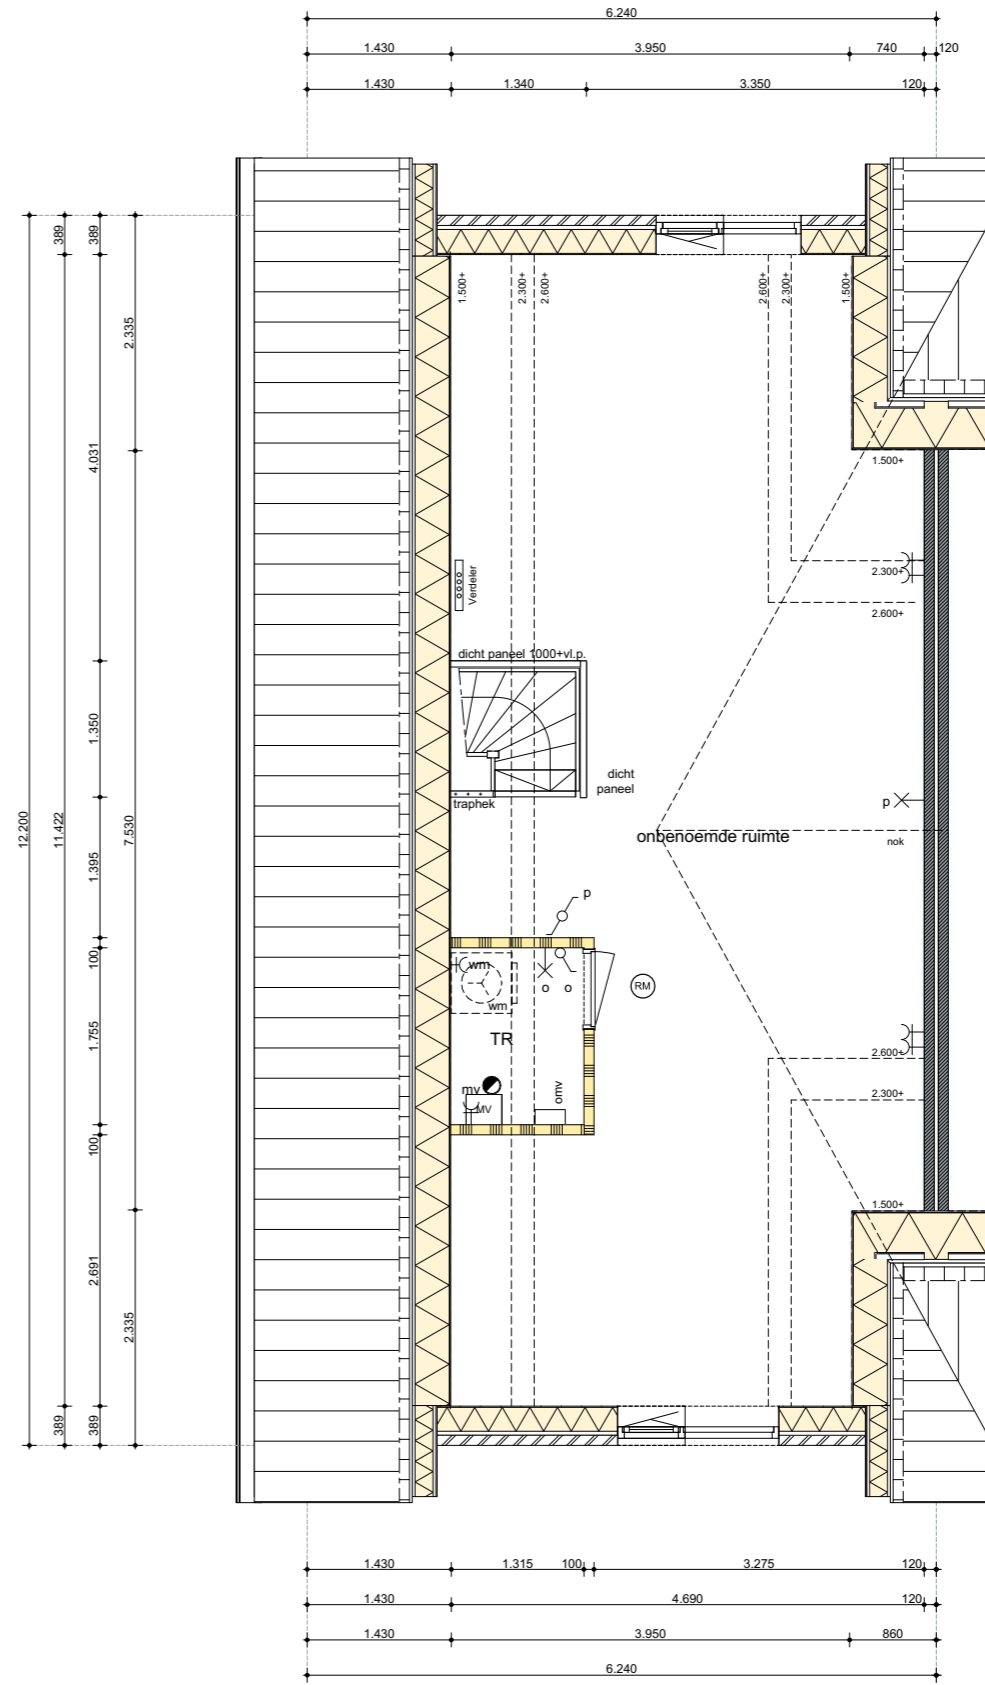 6.240
1.430 3.950 740 120
1.430 1.340 3.350 120
389 389
1.500+ 2.300+ 2.600+ 2.600+ 2.300+ 1.500+
2.335
4.031
1.500+
Verdeler
2.300+
2.600+
dicht paneel 1000+vl.p.
1.350
dicht
paneel
traphek
p
12.200 11.422 7.530
onbenoemde ruimte
nok
1.395
p
100
wm
o o
RM
wm
1.755
TR
2.600+
mv
omv
2.300+
MV
100
1.500+
2.691
2.335
389 389
1.430 1.315 100 3.275 120
1.430 4.690 120
1.430 3.950 860
6.240